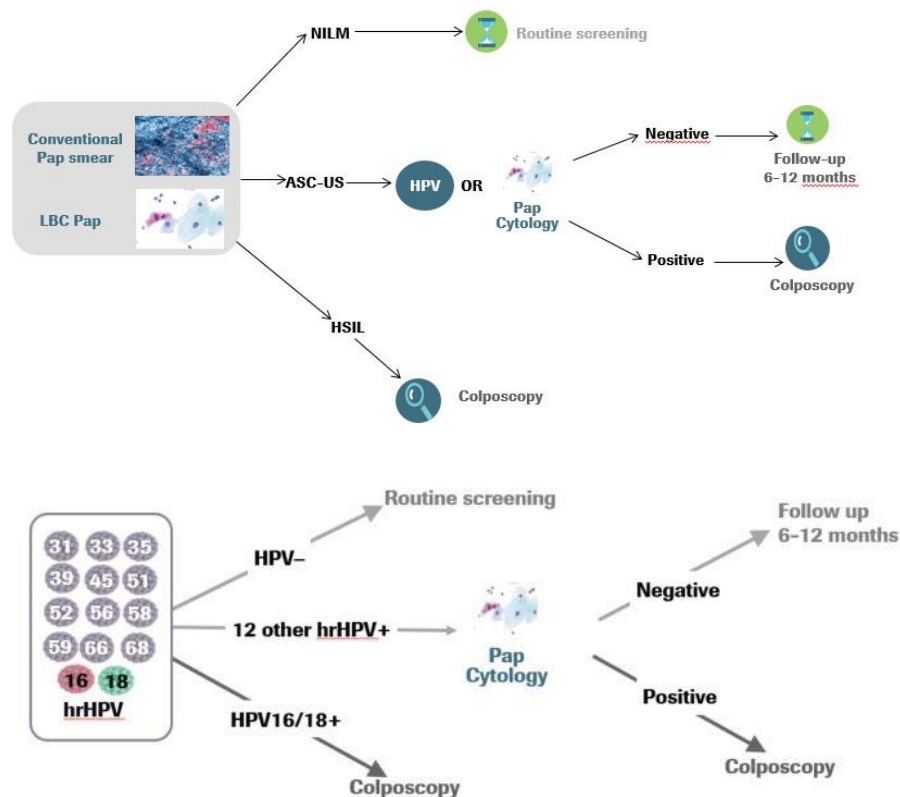 NILM
Routine screening
Conventional
Pap smear
LBC Pap
ASC-US
HPV
OR
Pap
Cytology
Negative
Follow-up
6-12 months
Positive
Colposcopy
HSIL
Colposcopy
Routine screening
31 33 35
39 45 51
52 56 58
59 66 68
16 18
hrHPV
HPV–
12 other hrHPV+
HPV16/18+
Colposcopy
Pap
Cytology
Follow up
6-12 months
Negative
Positive
Colposcopy